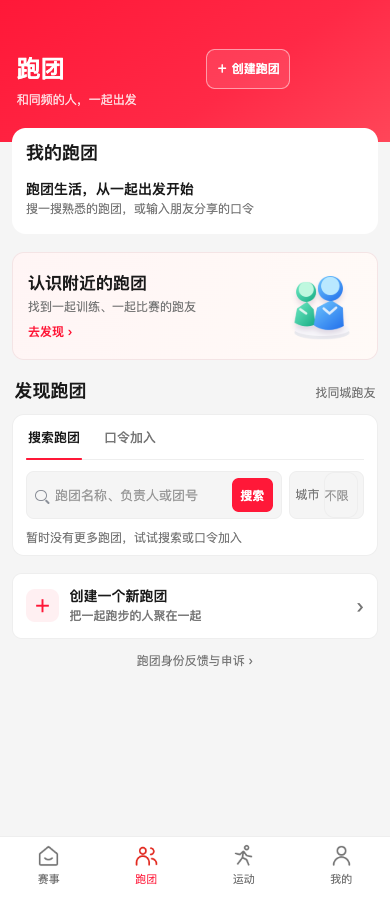 跑团
+ 创建跑团
和同频的人，一起出发
我的跑团
跑团生活，从一起出发开始
搜一搜熟悉的跑团，或输入朋友分享的口令
认识附近的跑团
找到一起训练、一起比赛的跑友
去发现 ›
发现跑团
找同城跑友
搜索跑团
口令加入
跑团名称、负责人或团号
搜索
城市
不限
暂时没有更多跑团，试试搜索或口令加入
创建一个新跑团
把一起跑步的人聚在一起
跑团身份反馈与申诉 ›
赛事
跑团
运动
我的